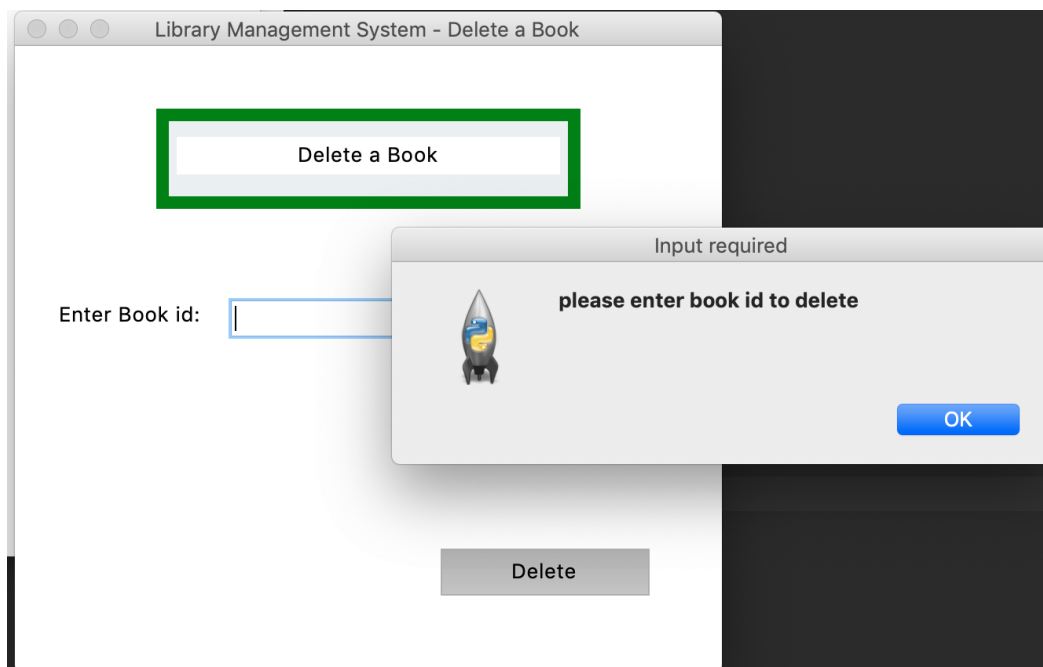 Library Management System - Delete a Book
Delete a Book
Input required
please enter book id to delete
Enter Book id:
OK
Delete